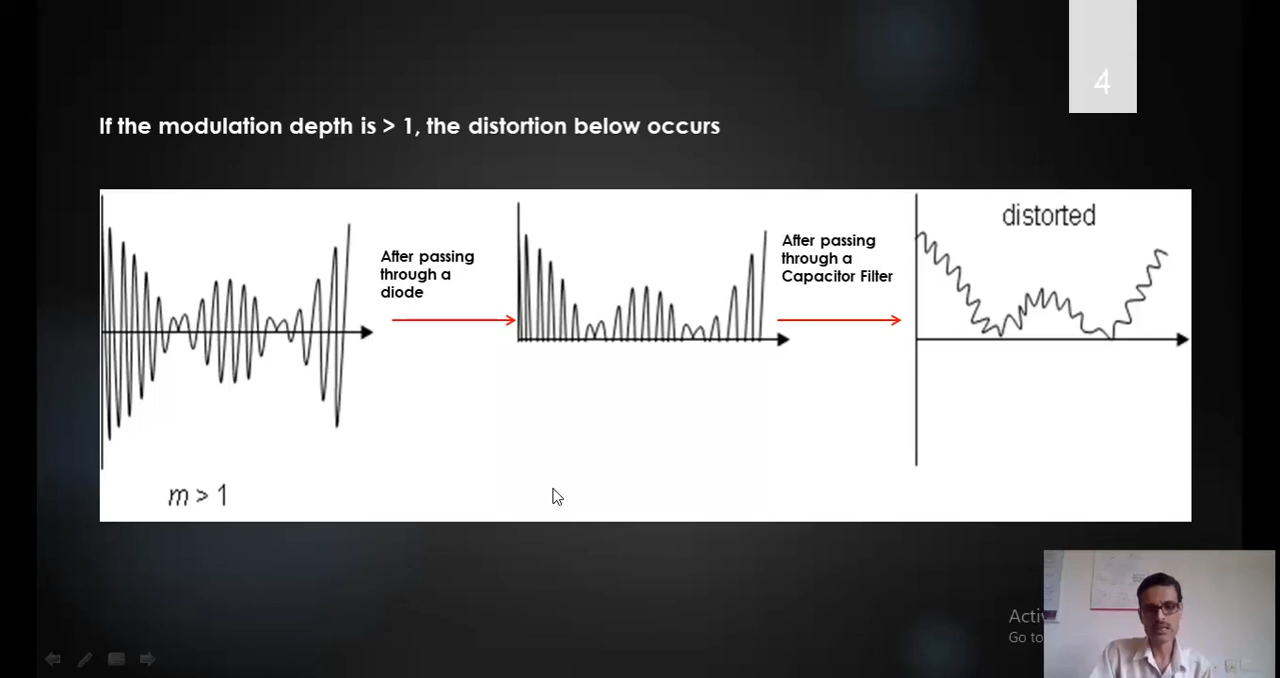 4
If the modulation depth is > 1, the distortion below occurs
After passing
through a
diode
After passing
through a
Capacitor Filter
distorted
m > 1
Go to